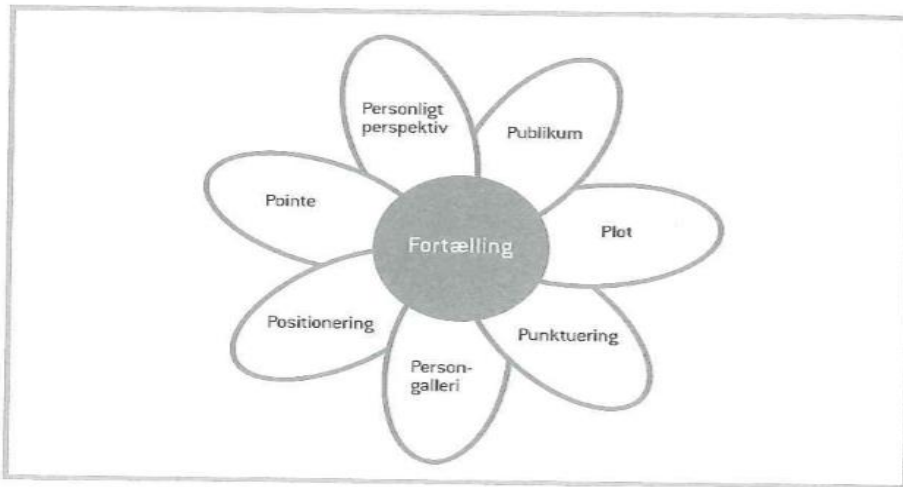 Personligt
perspektiv
Publikum
Pointe
Fortælling
Plot
Positionering
Punktuering
Person-
galleri